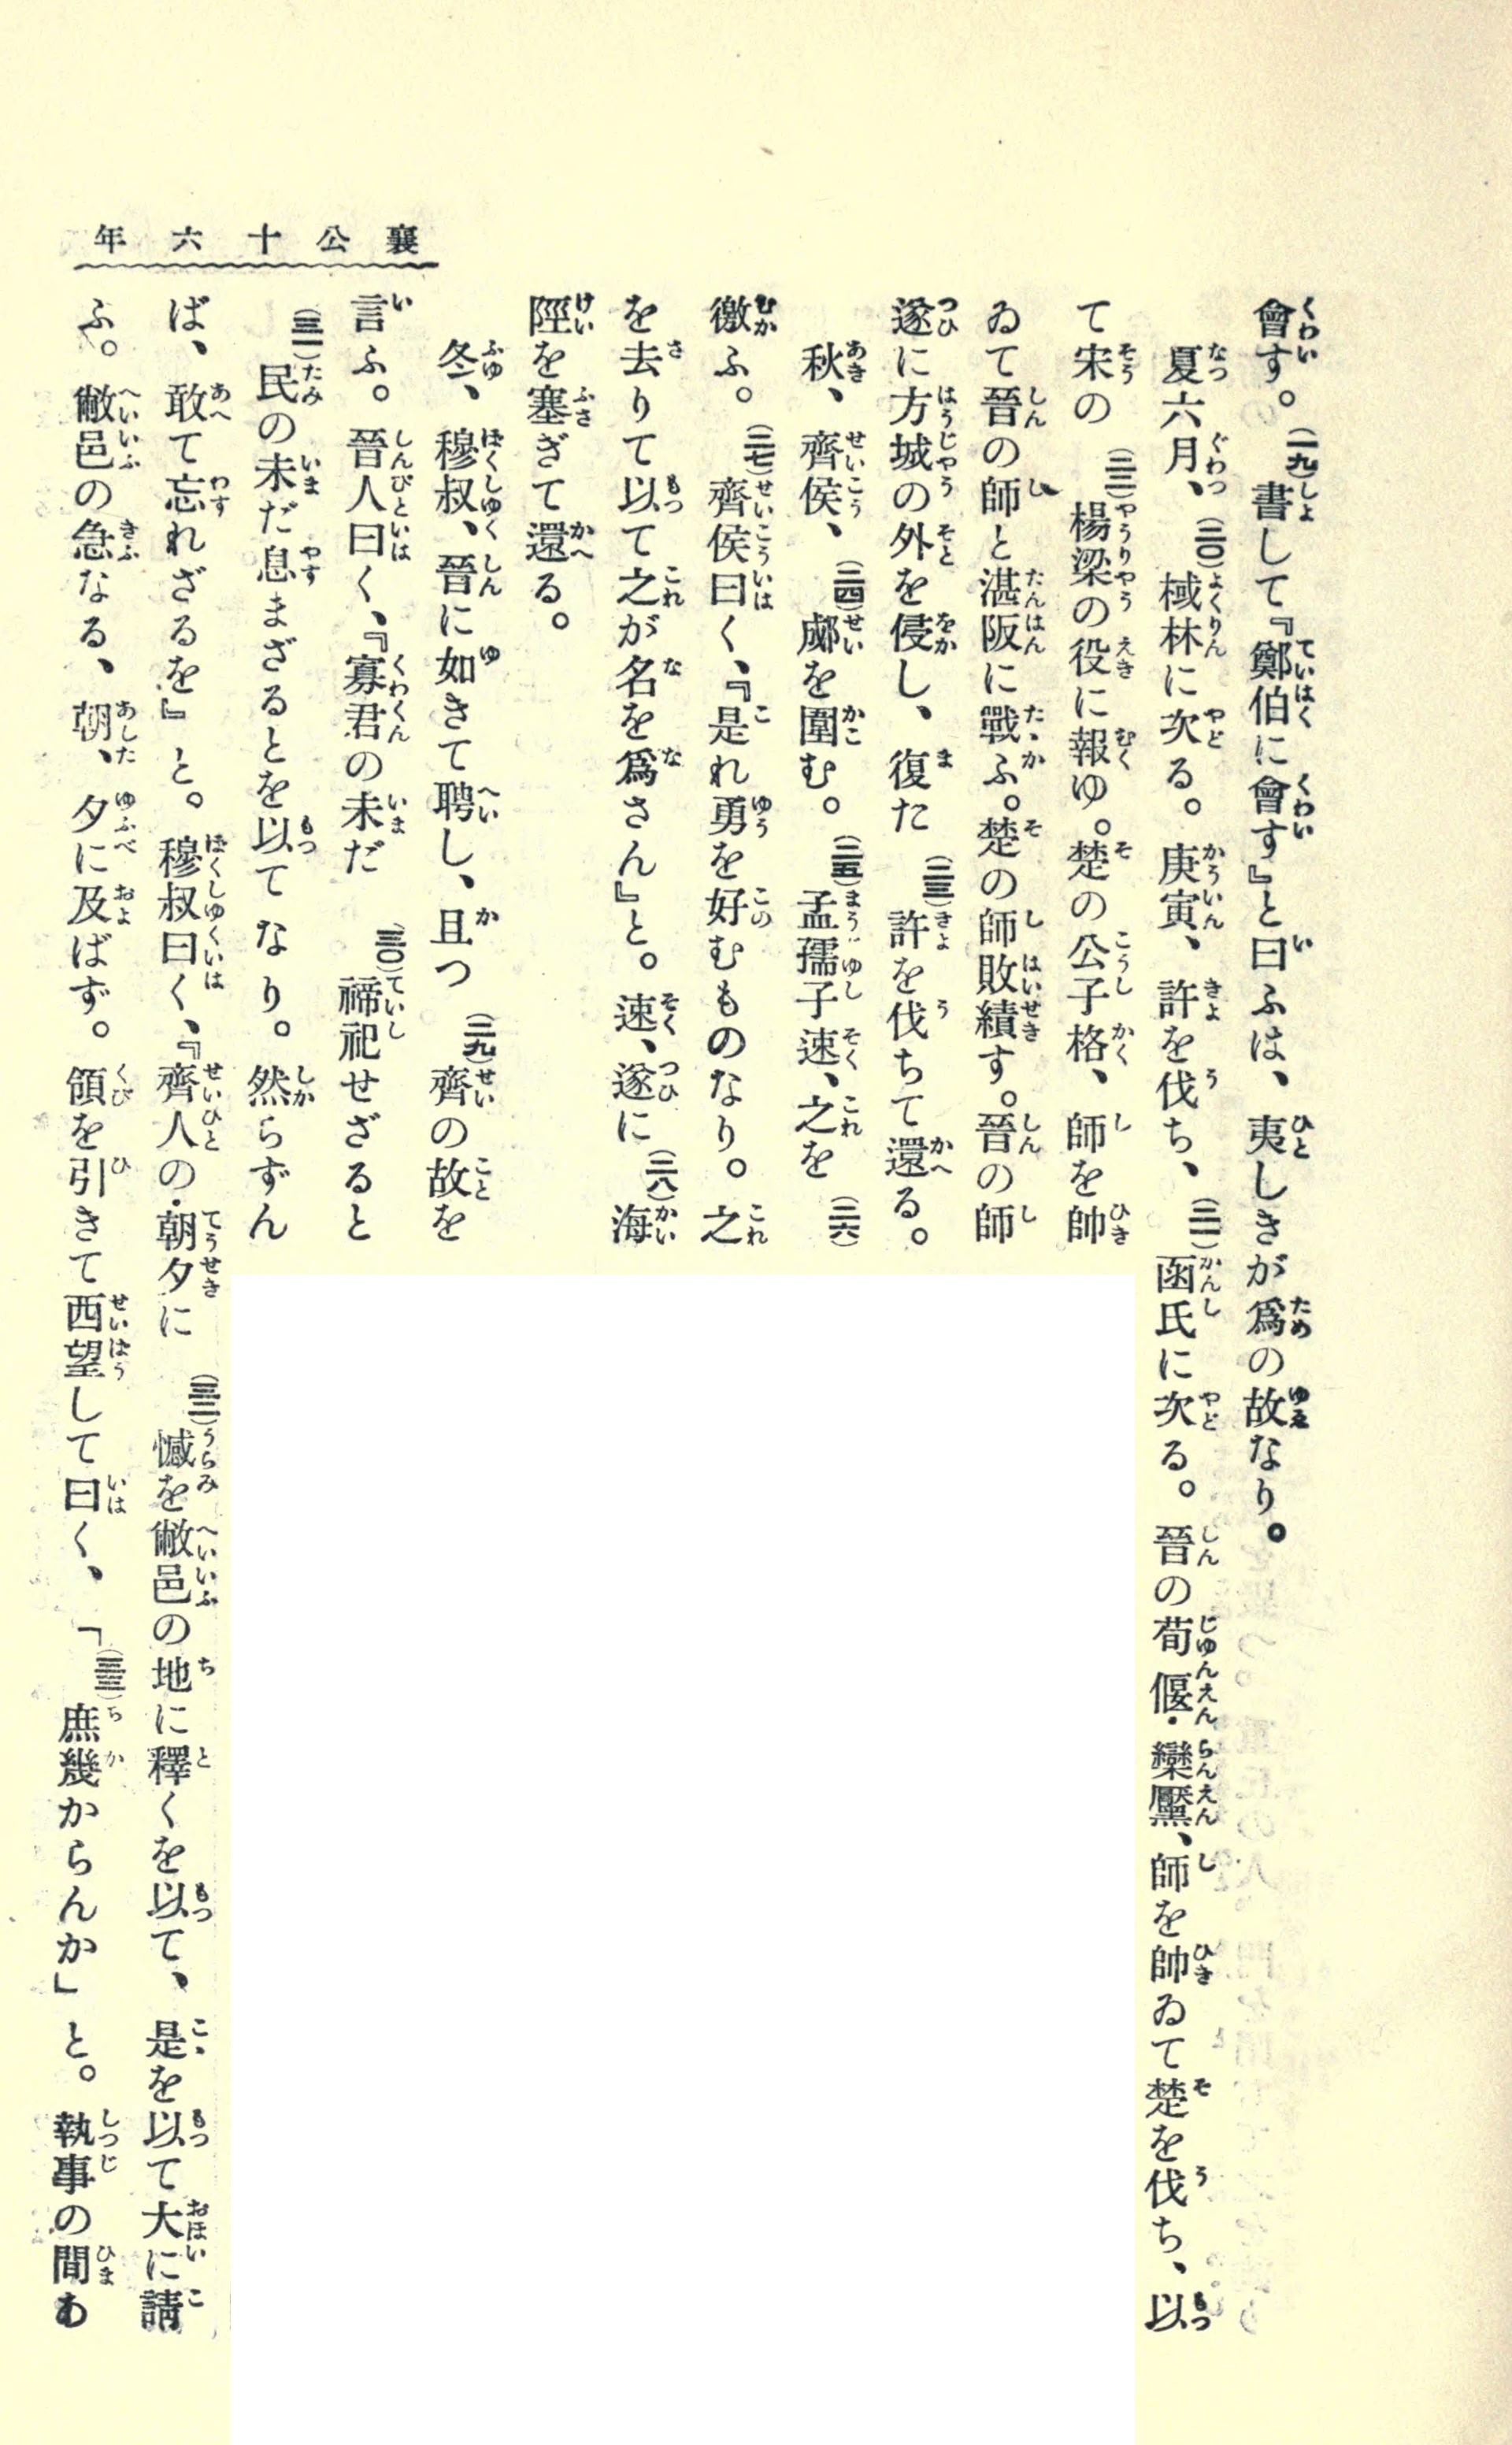 襄公十六年
會す。(一九)書して『鄭伯に會す』と曰ふは、夷しきが爲の故なり。
夏六月、(二〇)棫林に次る。庚寅、許を伐ち、(二一)函氏に次る。晉の荀偃・欒黶、師を帥ゐて楚を伐ち、以
て宋の(二二)楊梁の役に報ゆ。楚の公子格、師を帥
ゐて晉の師と湛阪に戰ふ。楚の師敗績す。晉の師
遂に方城の外を侵し、復た(二三)許を伐ちて還る。
秋、齊侯、(二四)郕を圍む。(二五)孟孺子速、之を(二六)
徼ふ。(二七)齊侯曰く、『是れ勇を好むものなり。之
を去りて以て之が名を爲さん』と。速、遂に(二八)海
陘を塞ぎて還る。
冬、穆叔、晉に如きて聘し、且つ(二九)齊の故を
言ふ。晉人曰く、『寡君の未だ(三〇)禘祀せざると
(三一)民の未だ息まざるとを以てなり。然らずん
ば、敢て忘れざるを』と。穆叔曰く、『齊人の・朝夕に(三二)憾を敝邑の地に釋くを以て、是を以て大に請
ふ。敝邑の急なる、朝、夕に及ばず。領を引きて西望して曰く、「(三三)庶幾からんか」と。執事の間あ